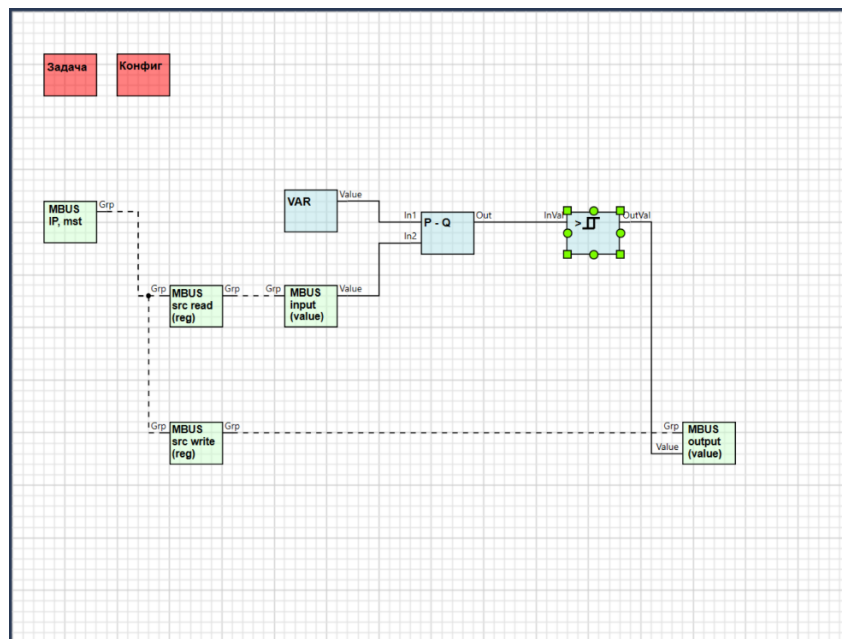 Задача
Конфиг
VAR
Value
MBUS
IP, mst
Grp
In1
In2
P - Q
Out
InVal
>
OutVal
Grp
MBUS
src read
(reg)
Grp
Grp
MBUS
input
(value)
Value
Grp
MBUS
src write
(reg)
Grp
Grp
Value
MBUS
output
(value)